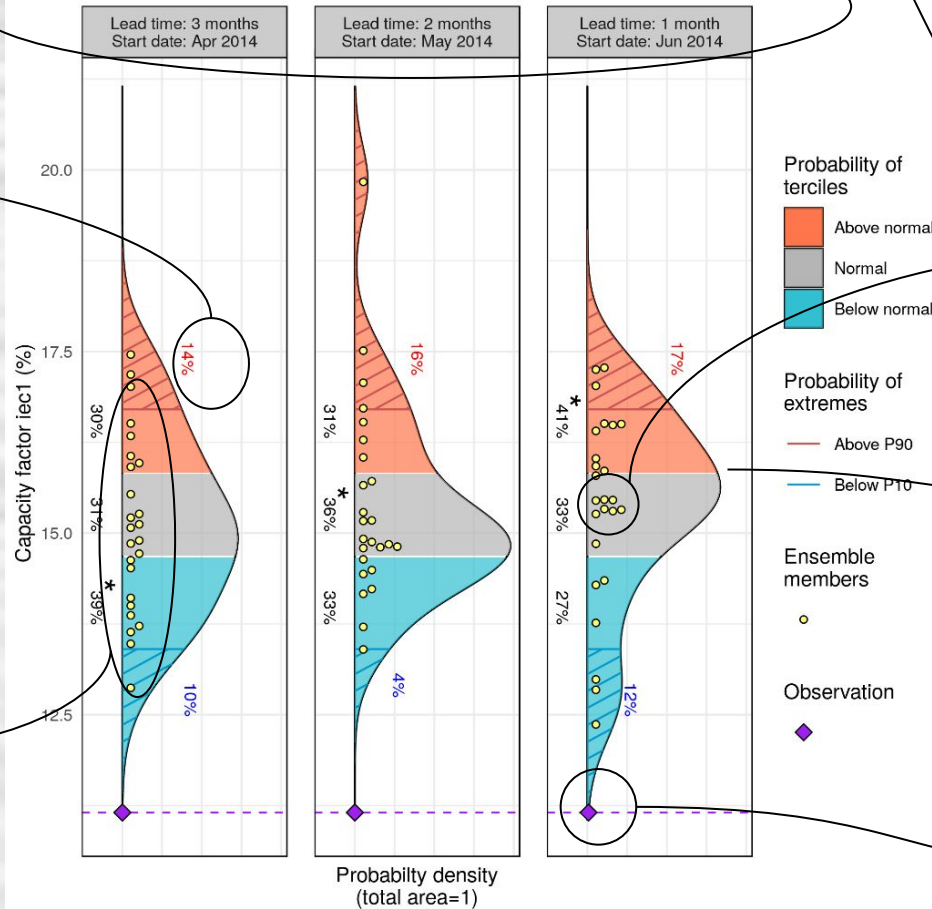 Lead time: 3 months
Start date: Apr 2014
Lead time: 2 months
Start date: May 2014
Lead time: 1 month
Start date: Jun 2014
Capacity factor iec1 (%)
20.0
17.5
15.0
12.5
14%
30%
31%
*
39%
10%
16%
31%
*
36%
33%
4%
17%
*
41%
33%
27%
12%
Probabilty density
(total area=1)
Probability of
terciles
Above normal
Normal
Below normal
Probability of
extremes
Above P90
Below P10
Ensemble
members
Observation